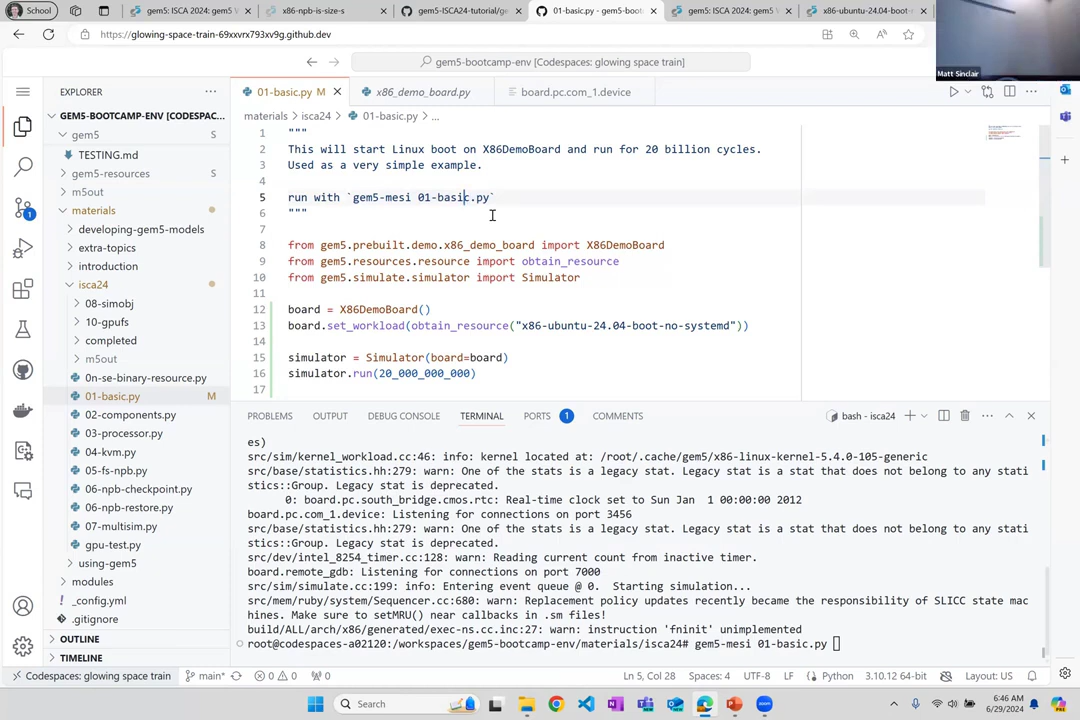 School
gem5: ISCA 2024: gem5 W
x86-npb-is-size-s
gem5-ISCA24-tutorial/ge
01-basic.py - gem5-boot
gem5: ISCA 2024: gem5 W
x86-ubuntu-24.04-boot-n
https://glowing-space-train-69xxvrx793xv9g.github.dev
Matt Sinclair
gem5-bootcamp-env [Codespaces: glowing space train]
EXPLORER
GEM5-BOOTCAMP-ENV [CODESPAC...
gem5 S
TESTING.md
gem5-resources S
m5out
materials
developing-gem5-models
extra-topics
introduction
isca24
08-simobj
10-gpufs
completed
m5out
0n-se-binary-resource.py
01-basic.py M
02-components.py
03-processor.py
04-kvm.py
05-fs-npb.py
06-npb-checkpoint.py
06-npb-restore.py
07-multisim.py
gpu-test.py
using-gem5
modules
_config.yml
.gitignore
OUTLINE
TIMELINE
01-basic.py M
x86_demo_board.py
board.pc.com_1.device
materials > isca24 > 01-basic.py > ...
1 """
2 This will start Linux boot on X86DemoBoard and run for 20 billion cycles.
3 Used as a very simple example.
4
5 run with `gem5-mesi 01-basic.py`
6 """
7
8 from gem5.prebuilt.demo.x86_demo_board import X86DemoBoard
9 from gem5.resources.resource import obtain_resource
10 from gem5.simulate.simulator import Simulator
11
12 board = X86DemoBoard()
13 board.set_workload(obtain_resource("x86-ubuntu-24.04-boot-no-systemd"))
14
15 simulator = Simulator(board=board)
16 simulator.run(20_000_000_000)
17
PROBLEMS OUTPUT DEBUG CONSOLE TERMINAL PORTS 1 COMMENTS
bash - isca24
es)
src/sim/kernel_workload.cc:46: info: kernel located at: /root/.cache/gem5/x86-linux-kernel-5.4.0-105-generic
src/base/statistics.hh:279: warn: One of the stats is a legacy stat. Legacy stat is a stat that does not belong to any stati
stics::Group. Legacy stat is deprecated.
0: board.pc.south_bridge.cmos.rtc: Real-time clock set to Sun Jan 1 00:00:00 2012
board.pc.com_1.device: Listening for connections on port 3456
src/base/statistics.hh:279: warn: One of the stats is a legacy stat. Legacy stat is a stat that does not belong to any stati
stics::Group. Legacy stat is deprecated.
src/dev/intel_8254_timer.cc:128: warn: Reading current count from inactive timer.
board.remote_gdb: Listening for connections on port 7000
src/sim/simulate.cc:199: info: Entering event queue @ 0. Starting simulation...
src/mem/ruby/system/Sequencer.cc:680: warn: Replacement policy updates recently became the responsibility of SLICC state mac
hines. Make sure to setMRU() near callbacks in .sm files!
build/ALL/arch/x86/generated/exec-ns.cc.inc:27: warn: instruction 'fninit' unimplemented
root@codespaces-a02120:/workspaces/gem5-bootcamp-env/materials/isca24# gem5-mesi 01-basic.py
1
Codespaces: glowing space train main* 0 0 0 Ln 5, Col 28 Spaces: 4 UTF-8 LF Python 3.10.12 64-bit Layout: US
Search
6:46 AM
6/29/2024